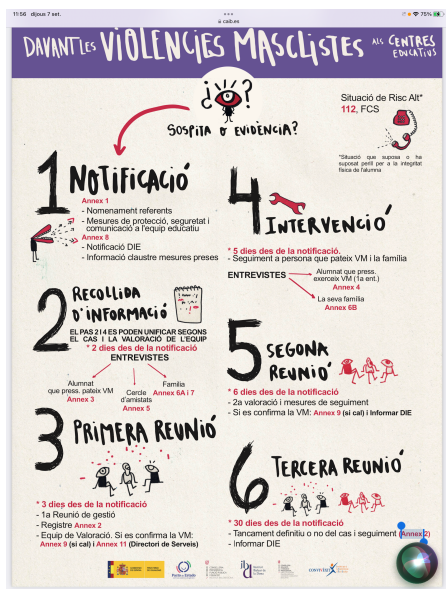 11:56 dijous 7 set.
75%
caib.es
DAVANT LES VIOLÈNCIES MASCLISTES ALS CENTRES EDUCATIUS
¿?
SOSPITA O EVIDÈNCIA?
Situació de Risc Alt*
112, FCS
*Situació que suposa o ha
suposat perill per a la integritat
física de l'alumna
1 NOTIFICACIÓ
Annex 1
- Nomenament referents
- Mesures de protecció, seguretat i
comunicació a l'equip educatiu
Annex 8
- Notificació DIE
- Informació claustre mesures preses
2 RECOLLIDA
D'INFORMACIÓ
EL PAS 2 I 4 ES PODEN UNIFICAR SEGONS
EL CAS I LA VALORACIÓ DE L'EQUIP
* 2 dies des de la notificació
ENTREVISTES
Alumnat
que press. pateix VM
Annex 3
Cercle
d'amistats
Annex 5
Família
Annex 6A i 7
3 PRIMERA REUNIÓ
* 3 dies des de la notificació
- 1a Reunió de gestió
- Registre Annex 2
- Equip de Valoració. Si es confirma la VM:
Annex 9 (si cal) i Annex 11 (Directori de Serveis)
4 INTERVENCIÓ
* 5 dies des de la notificació.
- Seguiment a persona que pateix VM i la família
ENTREVISTES
Alumnat que press.
exerceix VM (1a ent.)
Annex 4
La seva família
Annex 6B
5 SEGONA
REUNIÓ
* 6 dies des de la notificació
- 2a valoració i mesures de seguiment
- Si es confirma la VM: Annex 9 (si cal) i Informar DIE
6 TERCERA REUNIÓ
* 30 dies des de la notificació
- Tancament definitiu o no del cas i seguiment (Annex 2)
- Informar DIE